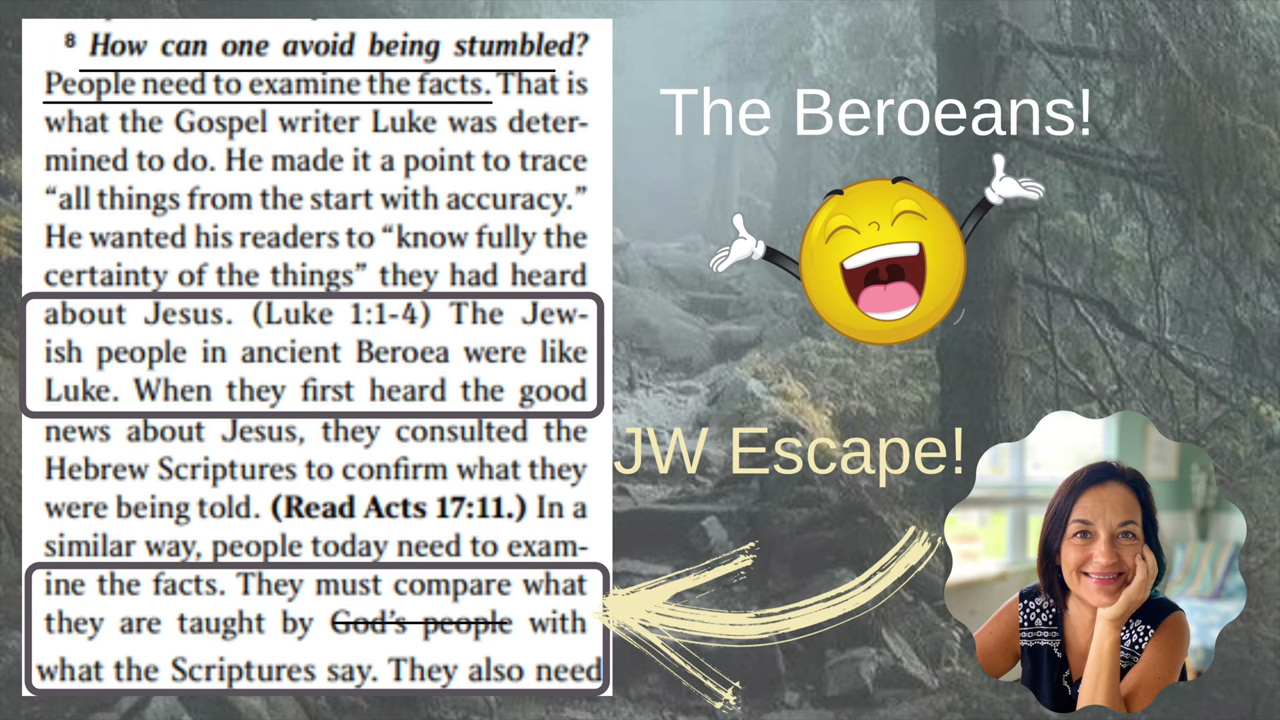 8 How can one avoid being stumbled?
People need to examine the facts. That is
what the Gospel writer Luke was deter-
mined to do. He made it a point to trace
“all things from the start with accuracy.”
He wanted his readers to “know fully the
certainty of the things” they had heard
about Jesus. (Luke 1:1-4) The Jew-
ish people in ancient Beroea were like
Luke. When they first heard the good
news about Jesus, they consulted the
Hebrew Scriptures to confirm what they
were being told. (Read Acts 17:11.) In a
similar way, people today need to exam-
ine the facts. They must compare what
they are taught by God’s people with
what the Scriptures say. They also need
The Beroeans!
JW Escape!